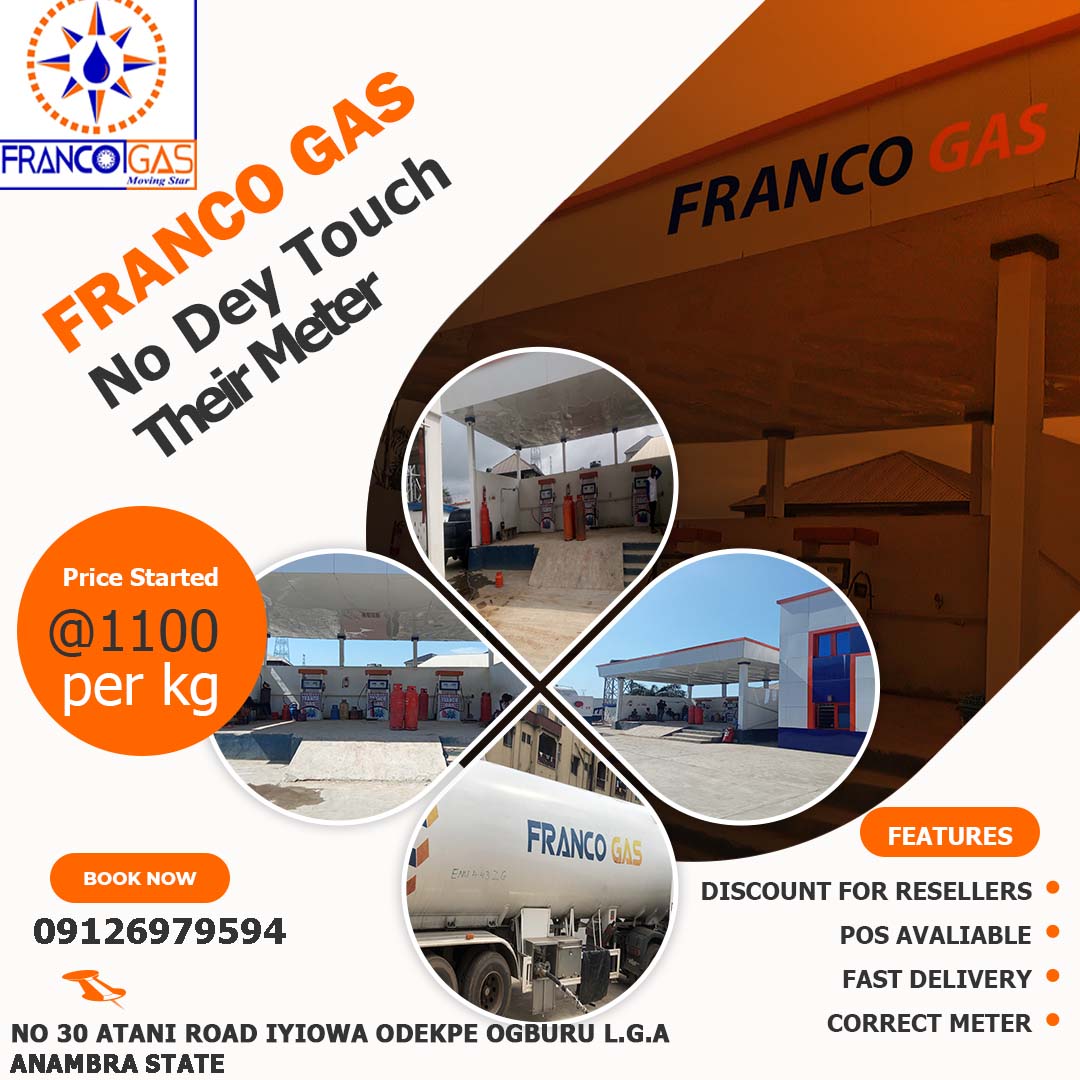 FRANCO GAS
Moving Star
FRANCO GAS
No Dey Touch
Their Meter
FRANCO GAS
Price Started
@1100
per kg
FRANCO GAS
BOOK NOW
09126979594
NO 30 ATANI ROAD IYIOWA ODEKPE OGBURU L.G.A
ANAMBRA STATE
FEATURES
DISCOUNT FOR RESELLERS
POS AVALIABLE
FAST DELIVERY
CORRECT METER